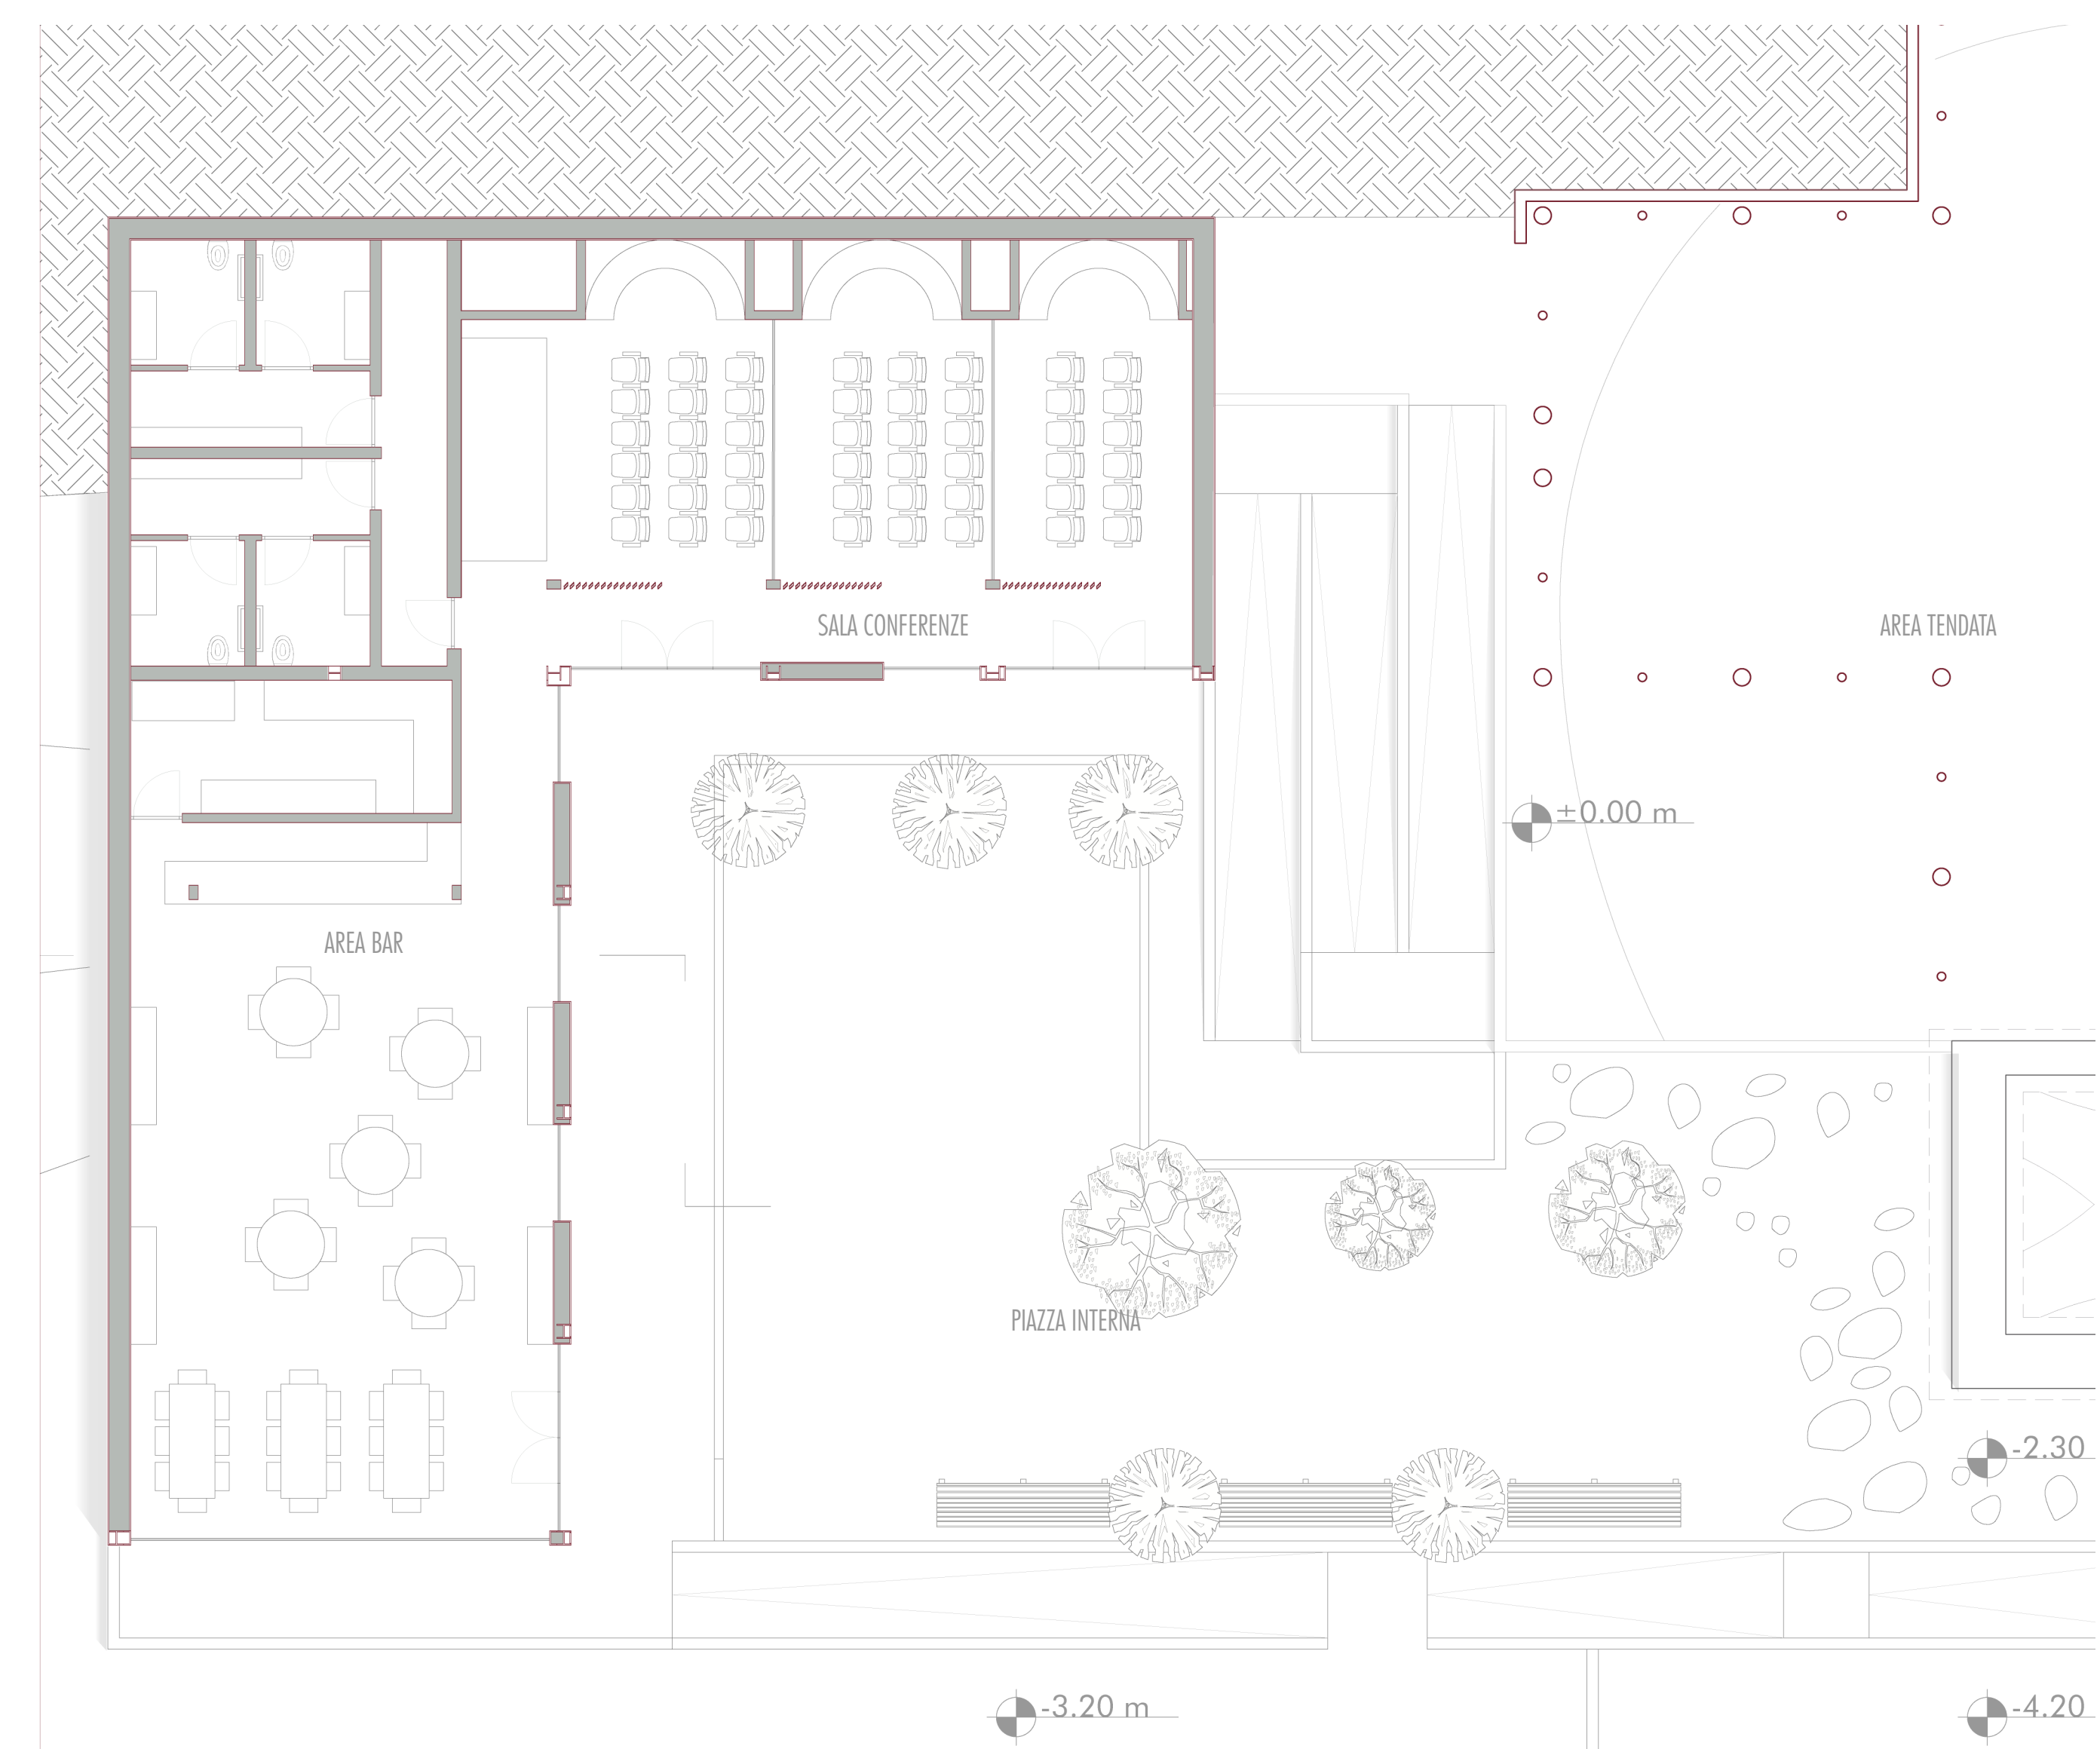 SALA CONFERENZE
AREA TENDATA
±0.00 m
AREA BAR
PIAZZA INTERNA
-2.30
-3.20 m
-4.20